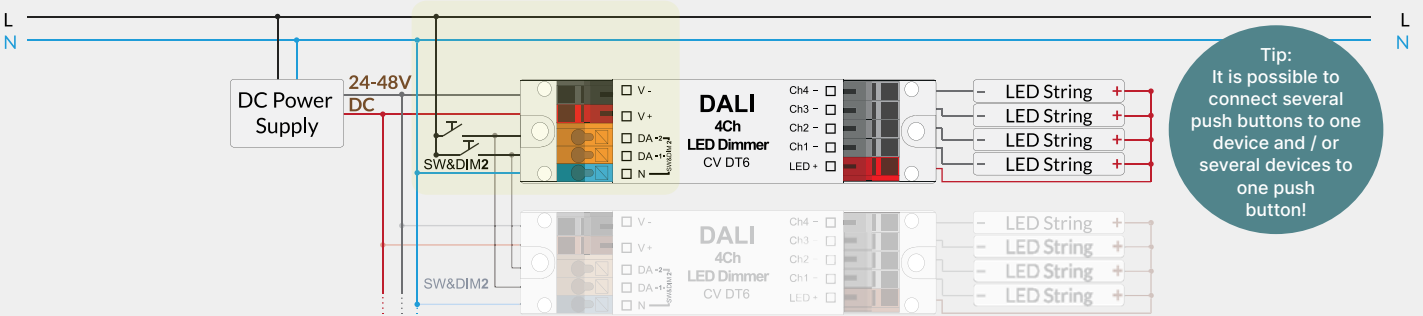 L
L
N
N
24-48V
DC
DC Power
Supply
SW&DIM2
V -
V +
DA -2-
DA -1-
N
SW&DIM2
DALi
4Ch
LED Dimmer
CV DT6
Ch4 -
Ch3 -
Ch2 -
Ch1 -
LED +
- LED String +
- LED String +
- LED String +
- LED String +
Tip:
It is possible to
connect several
push buttons to one
device and / or
several devices to
one push
button!
SW&DIM2
V -
V +
DA -2-
DA -1-
N
SW&DIM2
DALi
4Ch
LED Dimmer
CV DT6
Ch4 -
Ch3 -
Ch2 -
Ch1 -
LED +
- LED String +
- LED String +
- LED String +
- LED String +